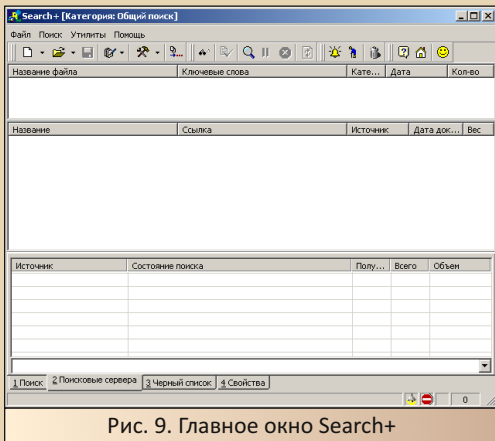 Search+ [Категория: Общий поиск]
Файл Поиск Утилиты Помощь
Название файла Ключевые слова Кате... Дата Кол-во
Название Ссылка Источник Дата док... Вес
Источник Состояние поиска Полу... Всего Объем
1 Поиск 2 Поисковые сервера 3 Черный список 4 Свойства
0
Рис. 9. Главное окно Search+